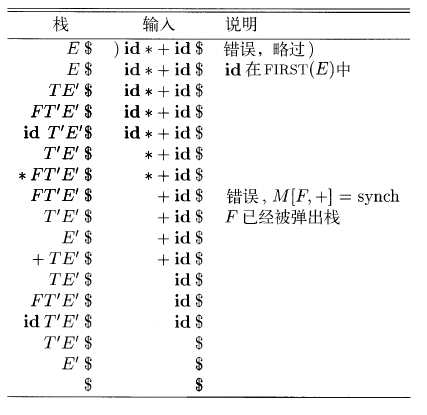 栈 输入 说明
E $ ) id * + id $ 错误，略过 )
E $ id * + id $ id 在 FIRST(E) 中
TE′ $ id * + id $
FT′E′ $ id * + id $
id T′E′ $ id * + id $
T′E′ $ * + id $
* FT′E′ $ * + id $
FT′E′ $ + id $ 错误, M[F, +] = synch
T′E′ $ + id $ F 已经被弹出栈
E′ $ + id $
+ TE′ $ + id $
TE′ $ id $
FT′E′ $ id $
id T′E′ $ id $
T′E′ $ $
E′ $ $
$ $